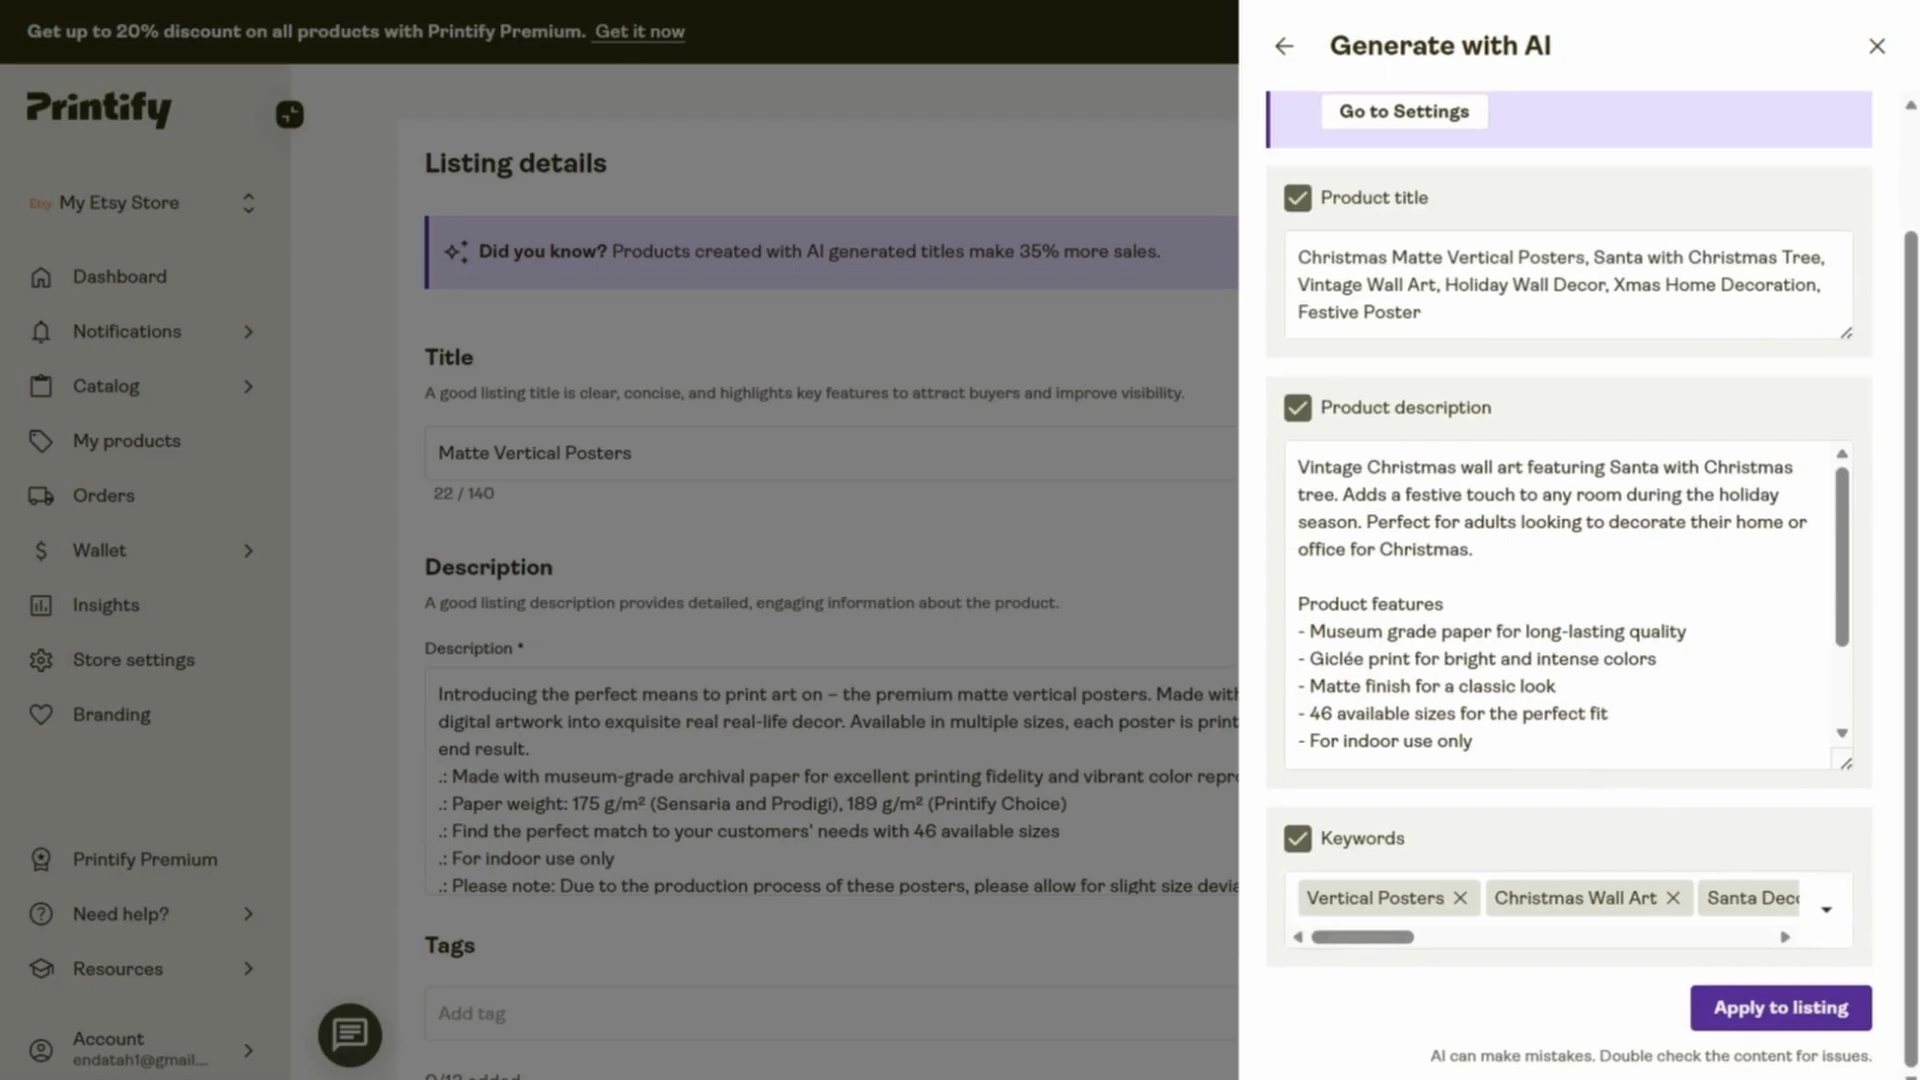 Get up to 20% discount on all products with Printify Premium. Get it now
Printify
Etsy My Etsy Store
Dashboard
Notifications
Catalog
My products
Orders
Wallet
Insights
Store settings
Branding
Printify Premium
Need help?
Resources
Account
endatah1@gmail....
Listing details
Did you know? Products created with AI generated titles make 35% more sales.
Title
A good listing title is clear, concise, and highlights key features to attract buyers and improve visibility.
Matte Vertical Posters
22 / 140
Description
A good listing description provides detailed, engaging information about the product.
Description *
Introducing the perfect means to print art on – the premium matte vertical posters. Made with
digital artwork into exquisite real real-life decor. Available in multiple sizes, each poster is print
end result.
.: Made with museum-grade archival paper for excellent printing fidelity and vibrant color repro
.: Paper weight: 175 g/m² (Sensaria and Prodigi), 189 g/m² (Printify Choice)
.: Find the perfect match to your customers' needs with 46 available sizes
.: For indoor use only
.: Please note: Due to the production process of these posters, please allow for slight size devia
Tags
Add tag
Generate with AI
Go to Settings
Product title
Christmas Matte Vertical Posters, Santa with Christmas Tree,
Vintage Wall Art, Holiday Wall Decor, Xmas Home Decoration,
Festive Poster
Product description
Vintage Christmas wall art featuring Santa with Christmas
tree. Adds a festive touch to any room during the holiday
season. Perfect for adults looking to decorate their home or
office for Christmas.
Product features
- Museum grade paper for long-lasting quality
- Giclée print for bright and intense colors
- Matte finish for a classic look
- 46 available sizes for the perfect fit
- For indoor use only
Keywords
Vertical Posters
Christmas Wall Art
Santa Deco
Apply to listing
AI can make mistakes. Double check the content for issues.